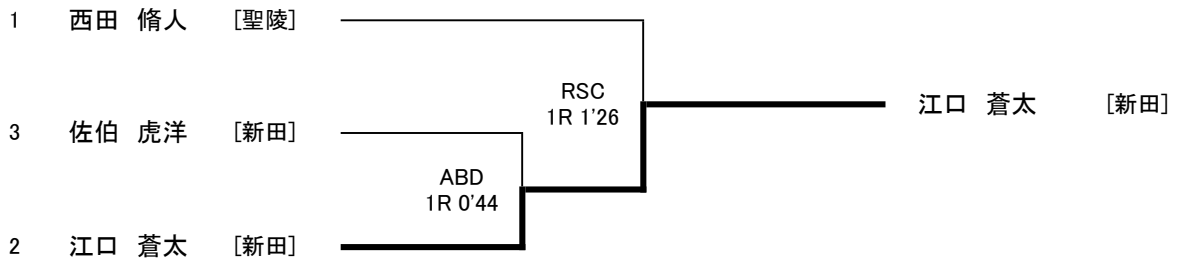 1 西田 脩人 [聖陵]
RSC
1R 1'26
江口 蒼太 [新田]
3 佐伯 虎洋 [新田]
ABD
1R 0'44
2 江口 蒼太 [新田]